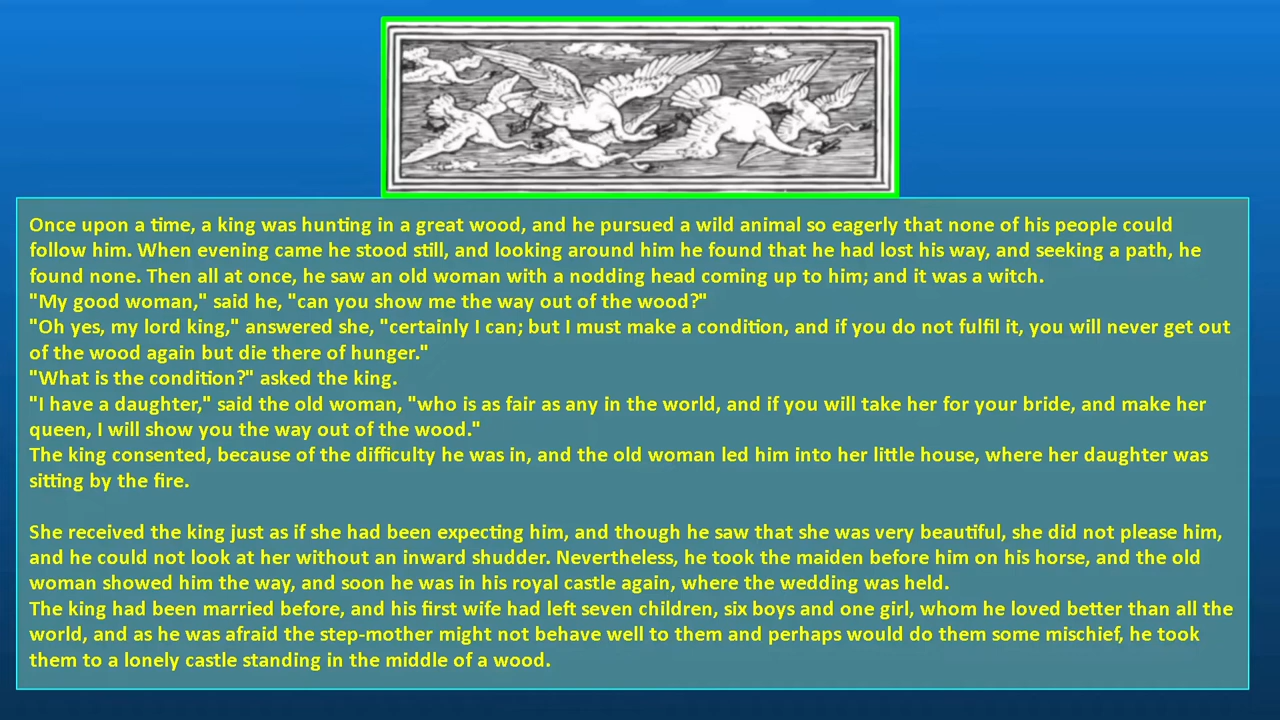 Once upon a time, a king was hunting in a great wood, and he pursued a wild animal so eagerly that none of his people could
follow him. When evening came he stood still, and looking around him he found that he had lost his way, and seeking a path, he
found none. Then all at once, he saw an old woman with a nodding head coming up to him; and it was a witch.
"My good woman," said he, "can you show me the way out of the wood?"
"Oh yes, my lord king," answered she, "certainly I can; but I must make a condition, and if you do not fulfil it, you will never get out
of the wood again but die there of hunger."
"What is the condition?" asked the king.
"I have a daughter," said the old woman, "who is as fair as any in the world, and if you will take her for your bride, and make her
queen, I will show you the way out of the wood."
The king consented, because of the difficulty he was in, and the old woman led him into her little house, where her daughter was
sitting by the fire.
She received the king just as if she had been expecting him, and though he saw that she was very beautiful, she did not please him,
and he could not look at her without an inward shudder. Nevertheless, he took the maiden before him on his horse, and the old
woman showed him the way, and soon he was in his royal castle again, where the wedding was held.
The king had been married before, and his first wife had left seven children, six boys and one girl, whom he loved better than all the
world, and as he was afraid the step-mother might not behave well to them and perhaps would do them some mischief, he took
them to a lonely castle standing in the middle of a wood.